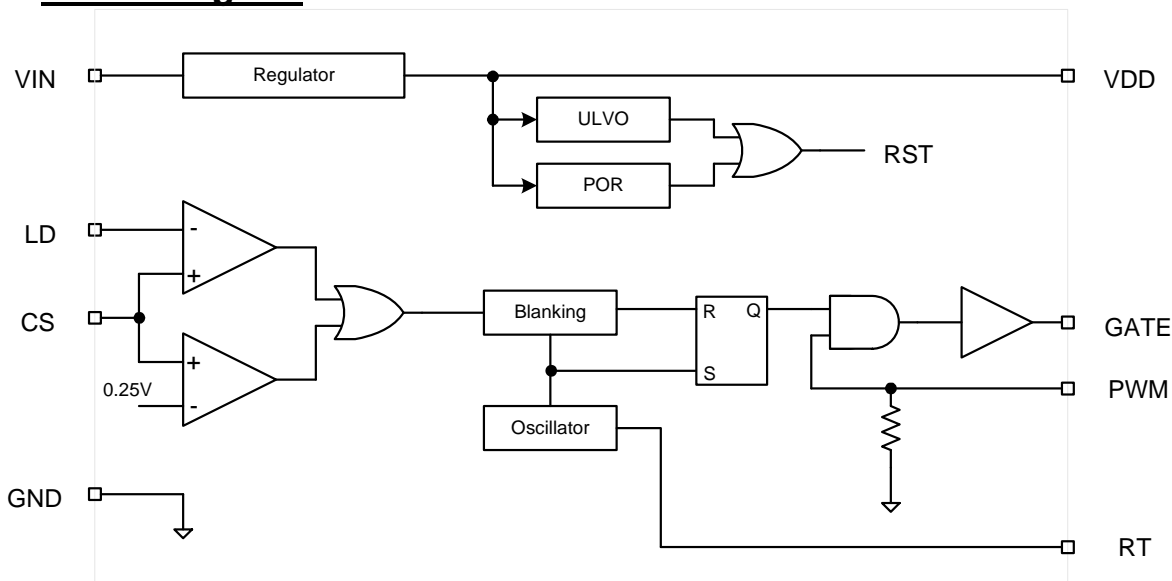 VIN
Regulator
VDD
ULVO
RST
POR
LD
-
+
CS
Blanking
R
Q
S
GATE
+
0.25V
-
PWM
Oscillator
GND
RT